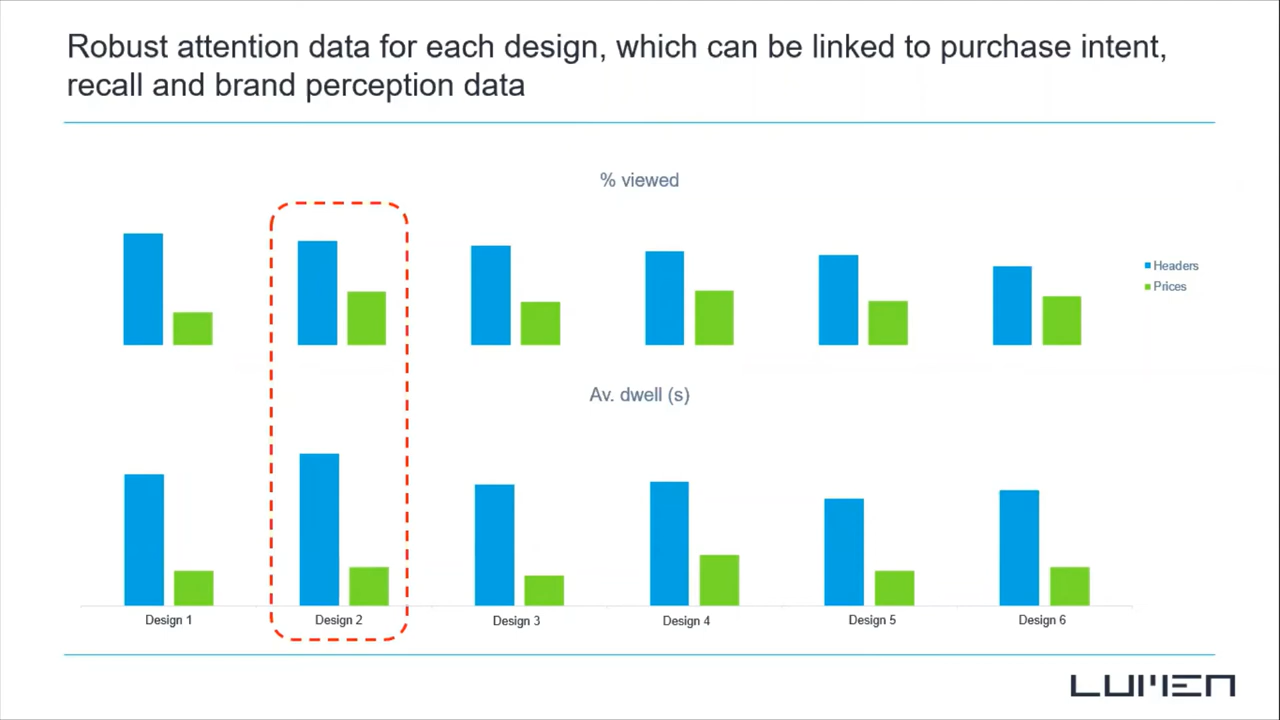 Robust attention data for each design, which can be linked to purchase intent,
recall and brand perception data
% viewed
Headers
Prices
Av. dwell (s)
Design 1
Design 2
Design 3
Design 4
Design 5
Design 6
LUMEN